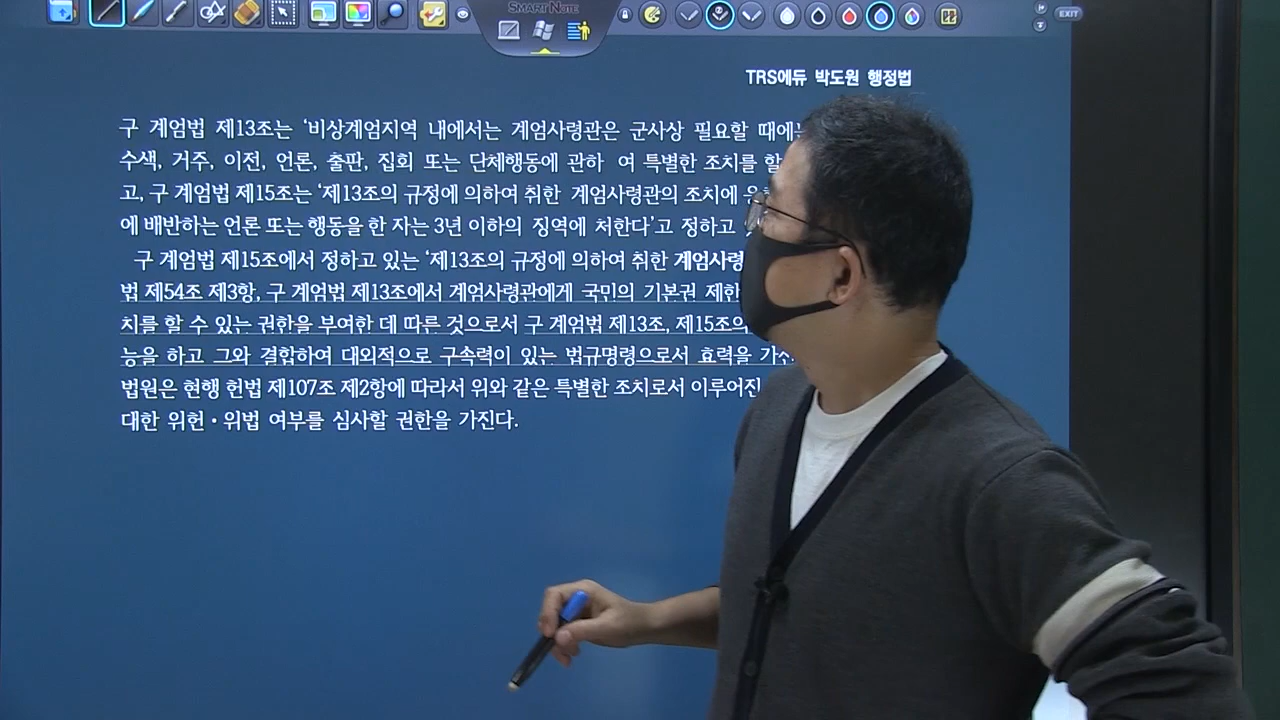 SMARTNOTE
EXIT
TRS에듀 박도원 행정법
구 계엄법 제13조는 ‘비상계엄지역 내에서는 계엄사령관은 군사상 필요할 때에는
수색, 거주, 이전, 언론, 출판, 집회 또는 단체행동에 관하 여 특별한 조치를 할
고, 구 계엄법 제15조는 ‘제13조의 규정에 의하여 취한 계엄사령관의 조치에
에 배반하는 언론 또는 행동을 한 자는 3년 이하의 징역에 처한다’고 정하고
구 계엄법 제15조에서 정하고 있는 ‘제13조의 규정에 의하여 취한 계엄사령
법 제54조 제3항, 구 계엄법 제13조에서 계엄사령관에게 국민의 기본권 제한
치를 할 수 있는 권한을 부여한 데 따른 것으로서 구 계엄법 제13조, 제15조의
능을 하고 그와 결합하여 대외적으로 구속력이 있는 법규명령으로서 효력을
법원은 현행 헌법 제107조 제2항에 따라서 위와 같은 특별한 조치로서 이루어진
대한 위헌·위법 여부를 심사할 권한을 가진다.